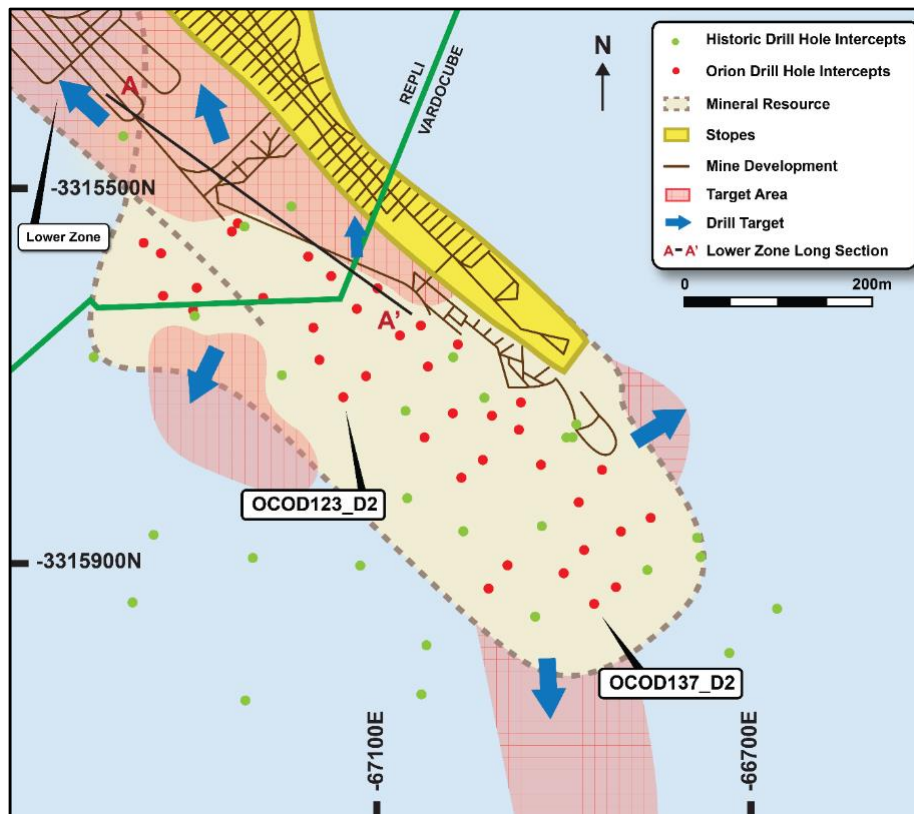 REPLI
VARDOCUBE
N
Historic Drill Hole Intercepts
Orion Drill Hole Intercepts
Mineral Resource
Stopes
Mine Development
Target Area
Drill Target
A-A' Lower Zone Long Section
0 200m
A
-3315500N
Lower Zone
A'
OCOD123_D2
-3315900N
OCOD137_D2
-67100E
-66700E